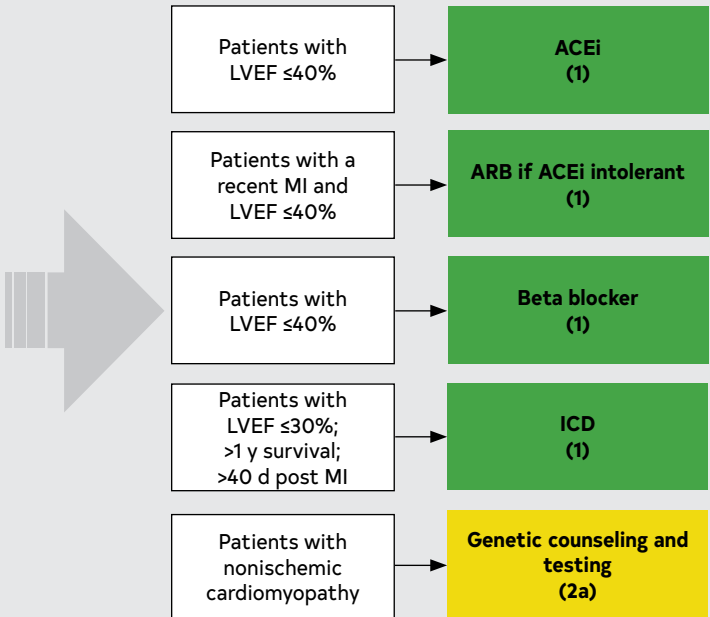 Patients with
LVEF ≤40%
ACEi
(1)
Patients with a
recent MI and
LVEF ≤40%
ARB if ACEi intolerant
(1)
Patients with
LVEF ≤40%
Beta blocker
(1)
Patients with
LVEF ≤30%;
>1 y survival;
>40 d post MI
ICD
(1)
Patients with
nonischemic
cardiomyopathy
Genetic counseling and
testing
(2a)